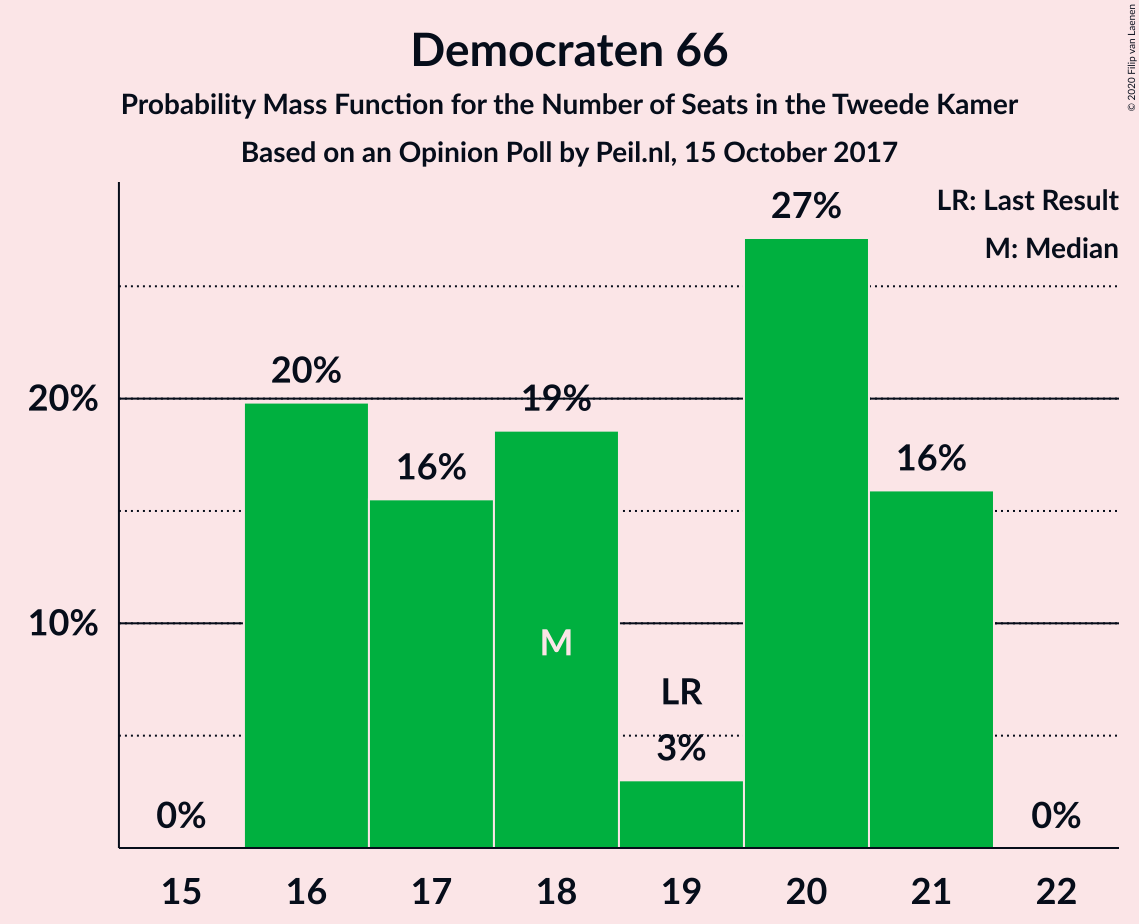 Democraten 66
Probability Mass Function for the Number of Seats in the Tweede Kamer
Based on an Opinion Poll by Peil.nl, 15 October 2017
© 2020 Filip van Laenen
LR: Last Result
M: Median
27%
20%
20%
19%
16%
16%
10%
M
LR
3%
0%
0%
15 16 17 18 19 20 21 22